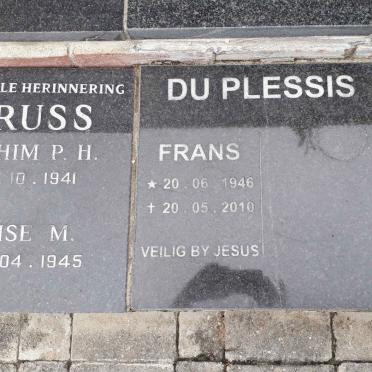 LE HERINNERING
RUSS
HIM P. H.
.10.1941
ISE M.
04.1945
DU PLESSIS
FRANS
★ 20.06.1946
✝ 20.05.2010
VEILIG BY JESUS